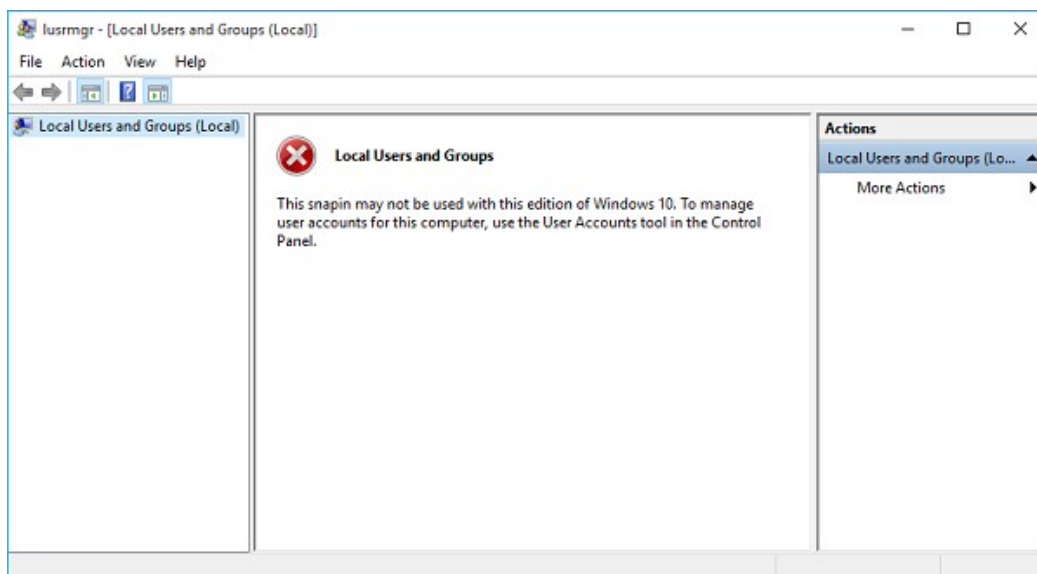 lusrmgr - [Local Users and Groups (Local)]
File Action View Help
Local Users and Groups (Local)
Local Users and Groups
This snapin may not be used with this edition of Windows 10. To manage
user accounts for this computer, use the User Accounts tool in the Control
Panel.
Actions
Local Users and Groups (Lo...
More Actions